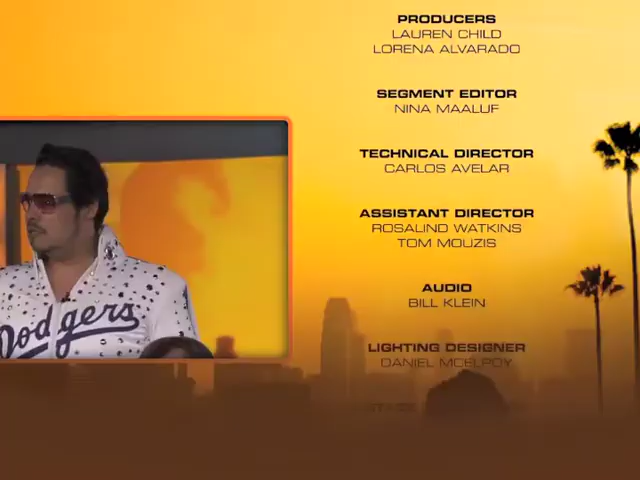 PRODUCERS
LAUREN CHILD
LORENA ALVARADO
SEGMENT EDITOR
NINA MAALUF
TECHNICAL DIRECTOR
CARLOS AVELAR
ASSISTANT DIRECTOR
ROSALIND WATKINS
TOM MOUZIS
AUDIO
BILL KLEIN
LIGHTING DESIGNER
DANIEL MCELROY
Dodgers